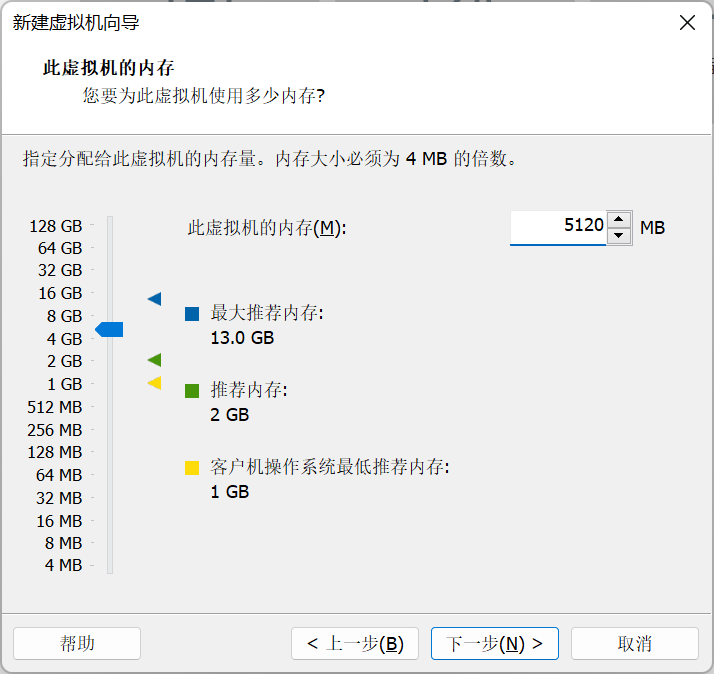 新建虚拟机向导
此虚拟机的内存
您要为此虚拟机使用多少内存?
指定分配给此虚拟机的内存量。内存大小必须为 4 MB 的倍数。
此虚拟机的内存(M):
5120 MB
128 GB
64 GB
32 GB
16 GB
8 GB
4 GB
2 GB
1 GB
512 MB
256 MB
128 MB
64 MB
32 MB
16 MB
8 MB
4 MB
最大推荐内存:
13.0 GB
推荐内存:
2 GB
客户机操作系统最低推荐内存:
1 GB
帮助
< 上一步(B)
下一步(N) >
取消